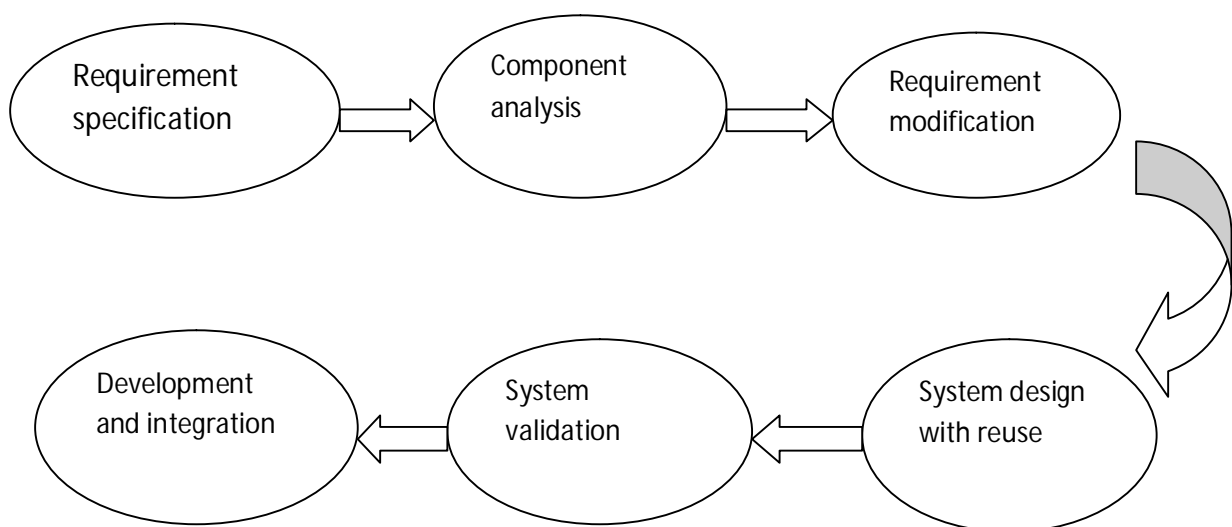 Requirement
specification
Component
analysis
Requirement
modification
System design
with reuse
System
validation
Development
and integration